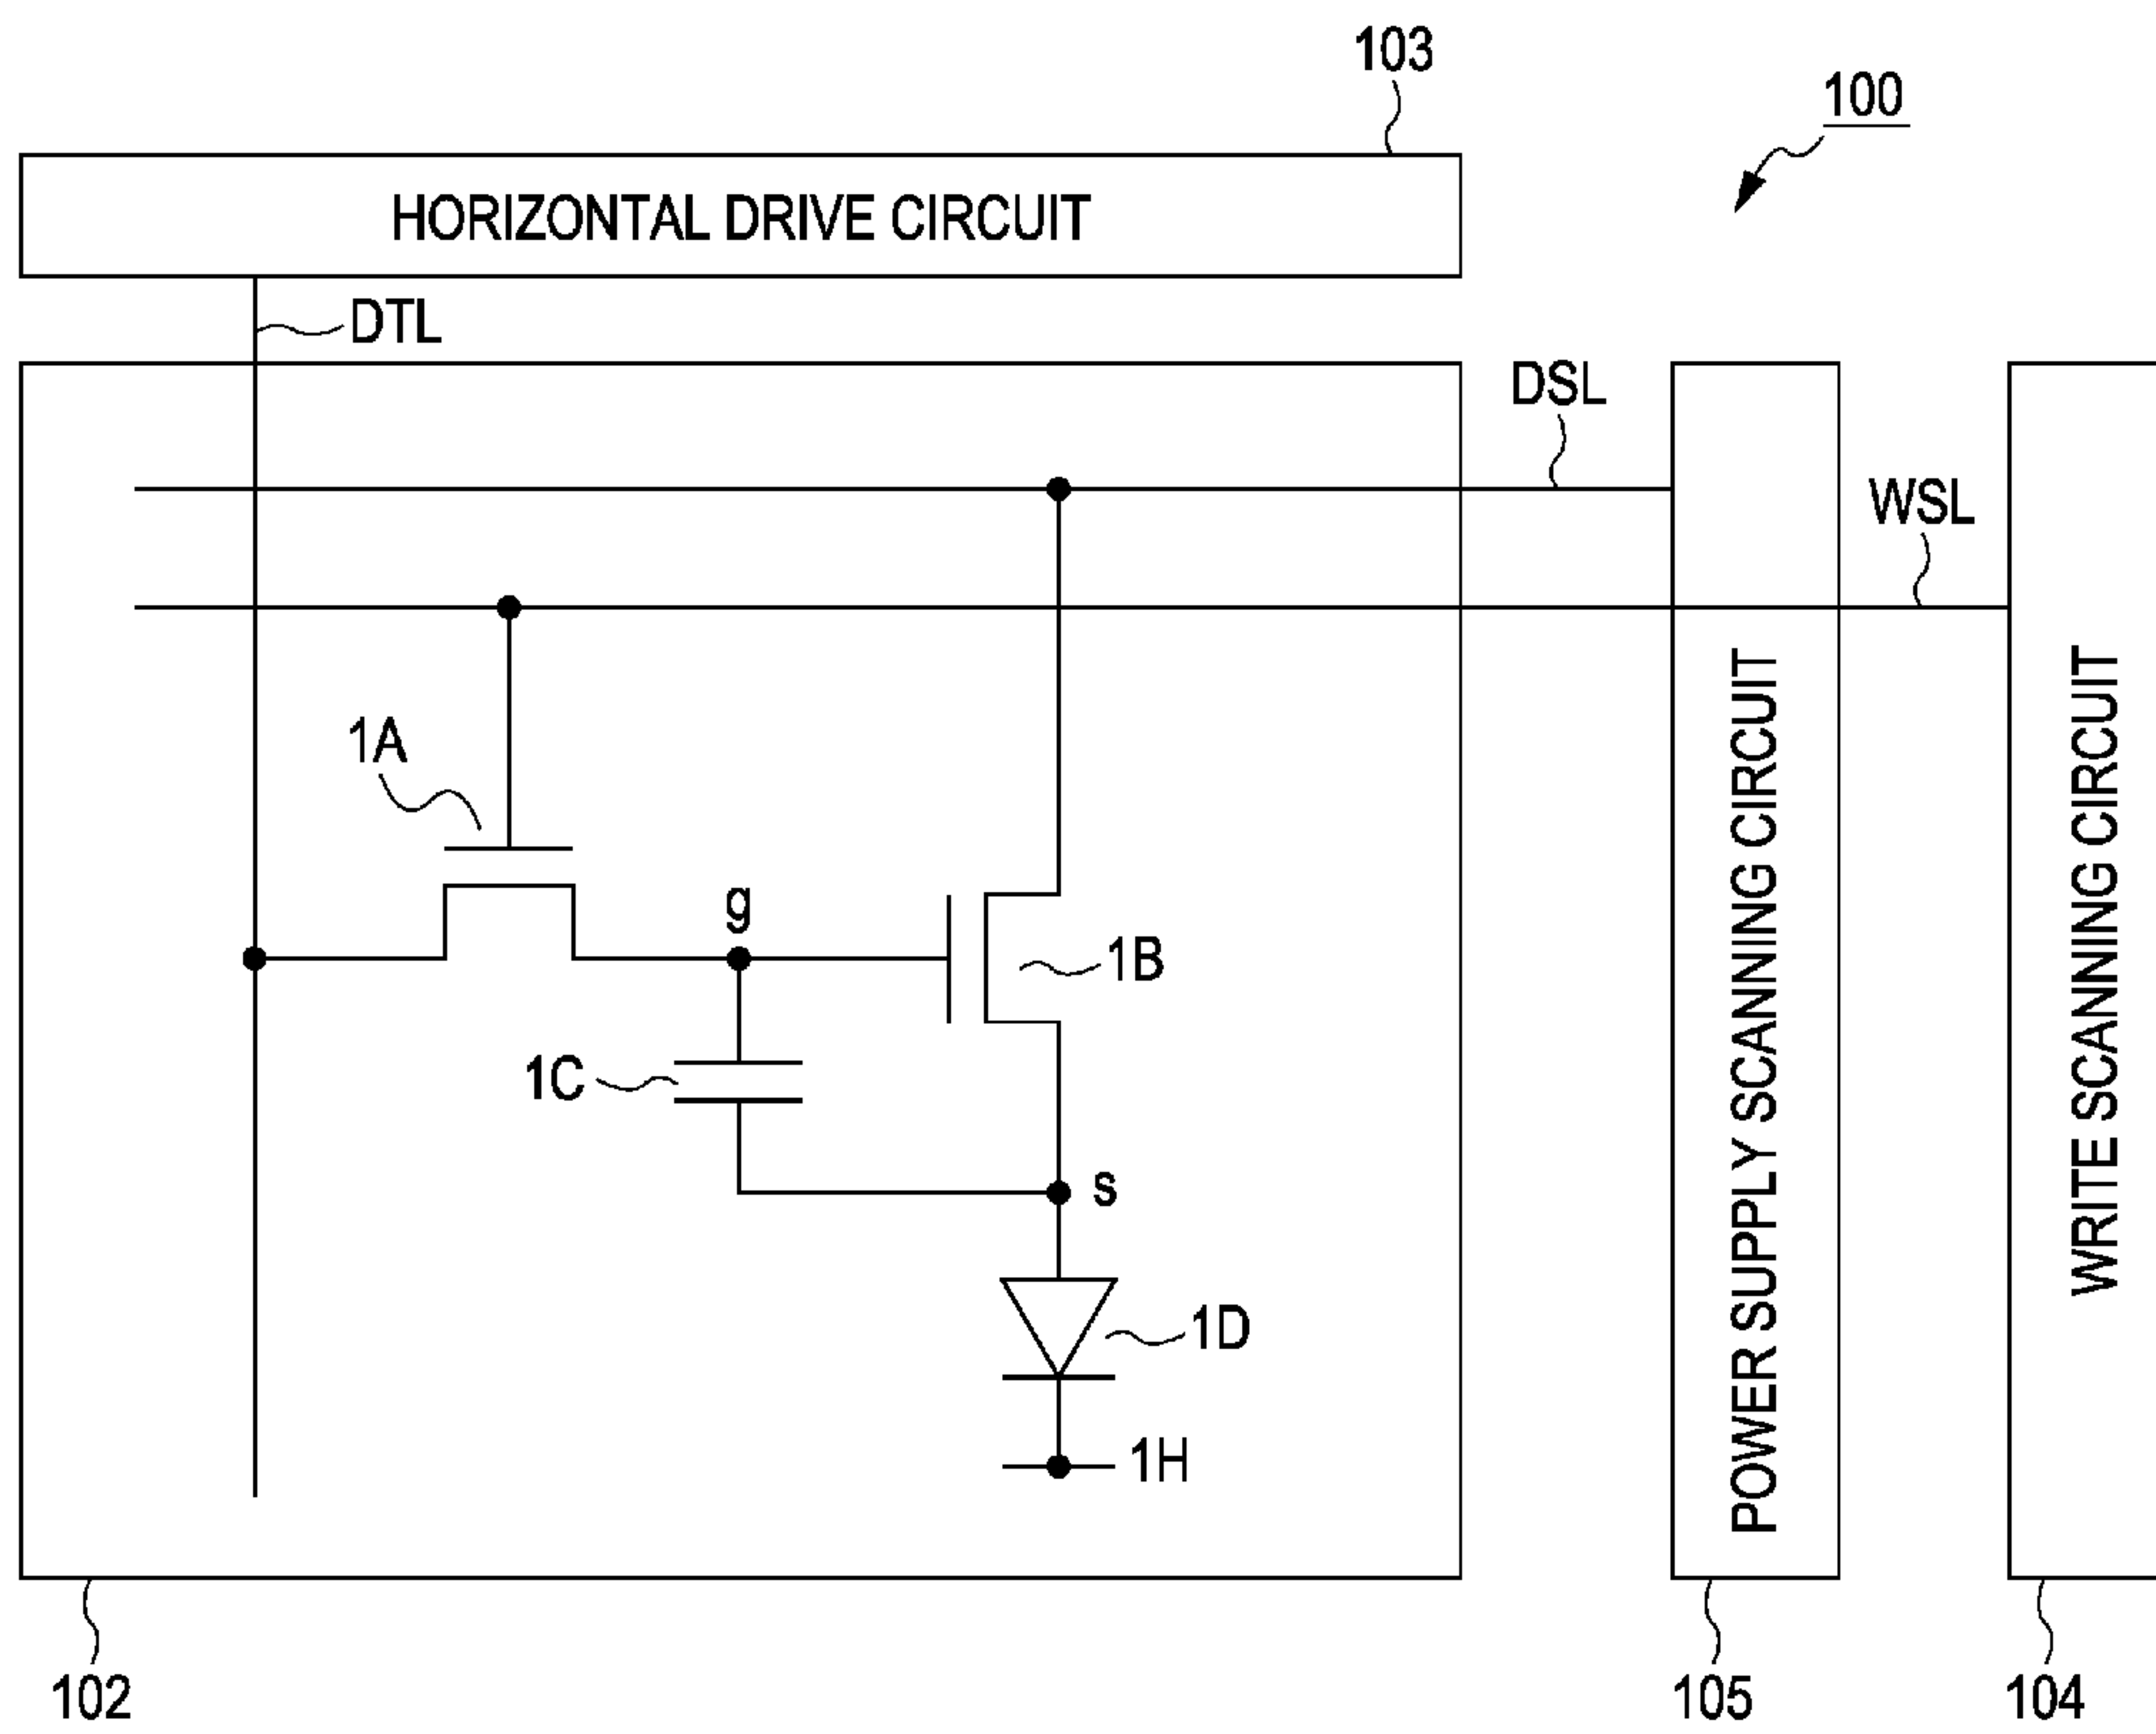 103
100
HORIZONTAL DRIVE CIRCUIT
DTL
DSL
WSL
1A
g
1B
1C
s
1D
1H
POWER SUPPLY SCANNING CIRCUIT
WRITE SCANNING CIRCUIT
102
105
104